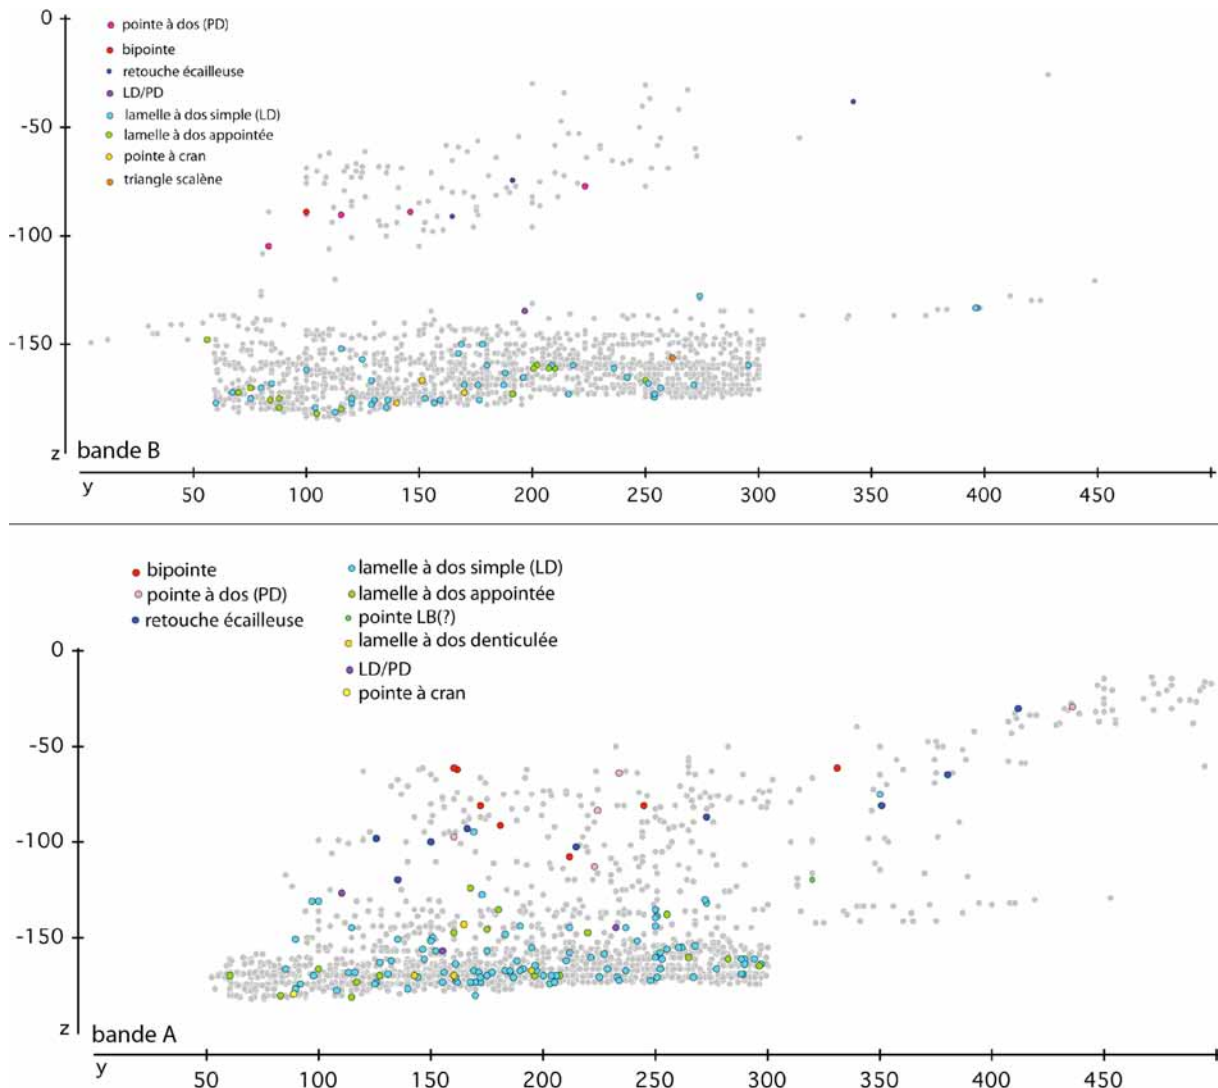 0
pointe à dos (PD)
bipointe
retouche écailleuse
LD/PD
lamelle à dos simple (LD)
lamelle à dos appointée
pointe à cran
triangle scalène
-50
-100
-150
z
bande B
y
50 100 150 200 250 300 350 400 450
bipointe
pointe à dos (PD)
retouche écailleuse
lamelle à dos simple (LD)
lamelle à dos appointée
pointe LB(?)
lamelle à dos denticulée
LD/PD
pointe à cran
0
-50
-100
-150
z
bande A
y
50 100 150 200 250 300 350 400 450